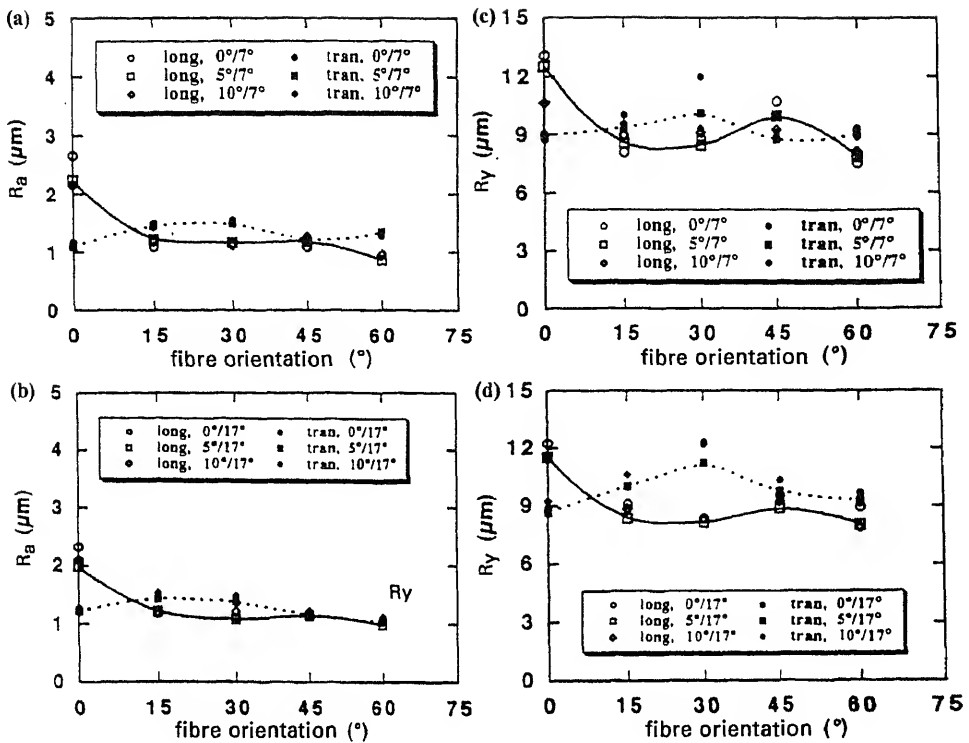 (a)
5
4
3
2
1
0
Ra (μm)
long, 0°/7°
long, 5°/7°
long, 10°/7°
tran, 0°/7°
tran, 5°/7°
tran, 10°/7°
0 15 30 45 60 75
fibre orientation (°)
(b)
5
4
3
2
1
0
Ra (μm)
long, 0°/17°
long, 5°/17°
long, 10°/17°
tran, 0°/17°
tran, 5°/17°
tran, 10°/17°
Ry
0 15 30 45 60 75
fibre orientation (°)
(c)
15
12
9
6
3
0
Ry (μm)
long, 0°/7°
long, 5°/7°
long, 10°/7°
tran, 0°/7°
tran, 5°/7°
tran, 10°/7°
0 15 30 45 60 75
fibre orientation (°)
(d)
15
12
9
6
3
0
Ry (μm)
long, 0°/17°
long, 5°/17°
long, 10°/17°
tran, 0°/17°
tran, 5°/17°
tran, 10°/17°
0 15 30 45 60 75
fibre orientation (°)